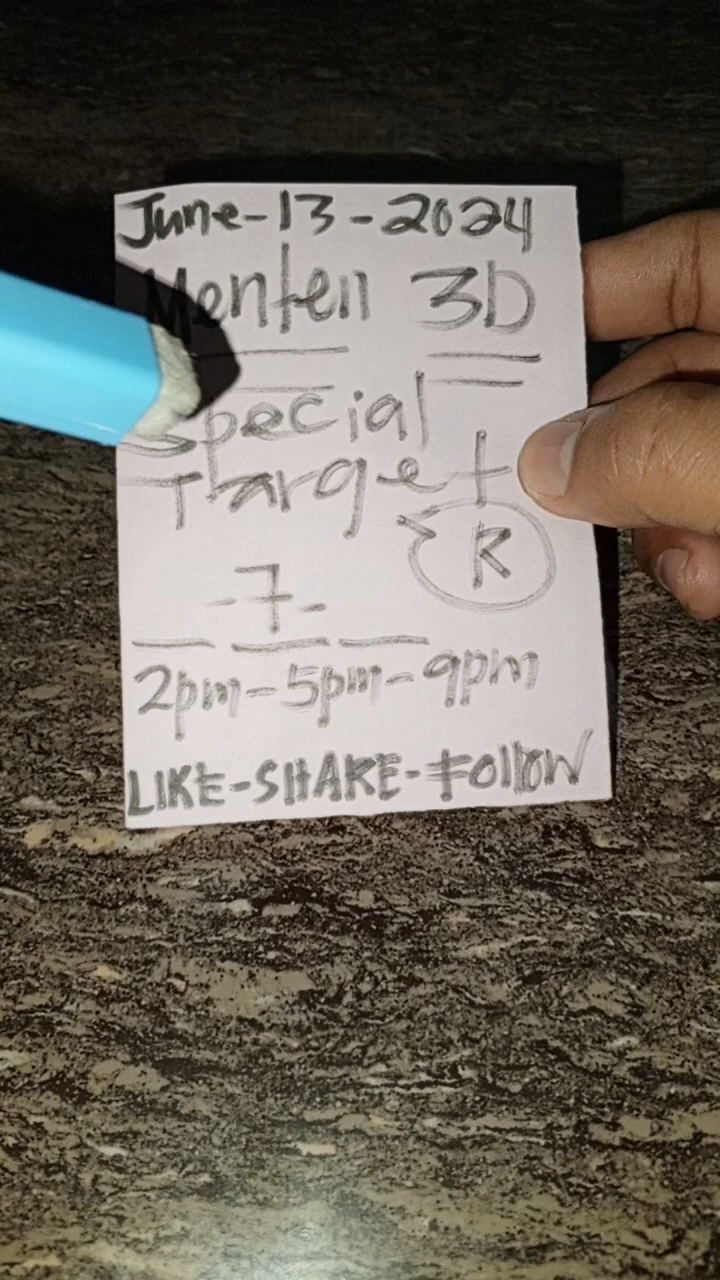 June-13-2024
Menten 3D
Special
Target
R
-7-
2pm-5pm-9pm
LIKE-SHARE-FOllOW